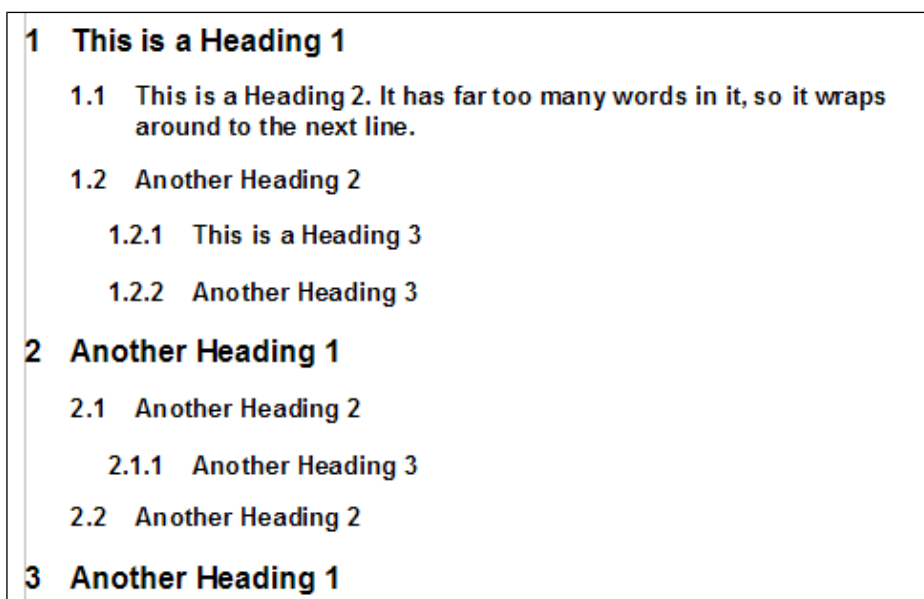 1 This is a Heading 1
1.1 This is a Heading 2. It has far too many words in it, so it wraps
around to the next line.
1.2 Another Heading 2
1.2.1 This is a Heading 3
1.2.2 Another Heading 3
2 Another Heading 1
2.1 Another Heading 2
2.1.1 Another Heading 3
2.2 Another Heading 2
3 Another Heading 1